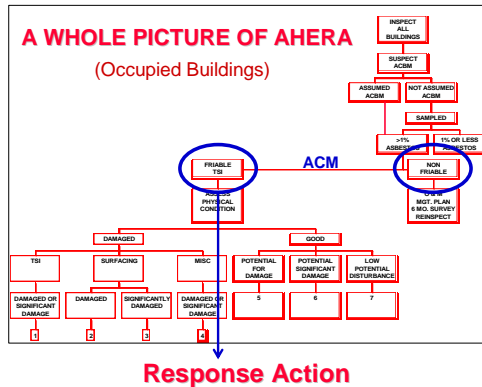 A WHOLE PICTURE OF AHERA
(Occupied Buildings)
INSPECT
ALL
BUILDINGS
SUSPECT
ACBM
ASSUMED
ACBM
NOT ASSUMED
ACBM
SAMPLED
>1%
ASBESTOS
1% OR LESS
ASBESTOS
FRIABLE
TSI
ACM
NON
FRIABLE
ASSESS
PHYSICAL
CONDITION
O & M
MGT. PLAN
6 MO. SURVEY
REINSPECT
DAMAGED
GOOD
TSI
SURFACING
MISC
POTENTIAL
FOR
DAMAGE
POTENTIAL
SIGNIFICANT
DAMAGE
LOW
POTENTIAL
DISTURBANCE
DAMAGED OR
SIGNIFICANT
DAMAGE
DAMAGED
SIGNIFICANTLY
DAMAGED
DAMAGED OR
SIGNIFICANT
DAMAGE
5
6
7
1
2
3
4
Response Action